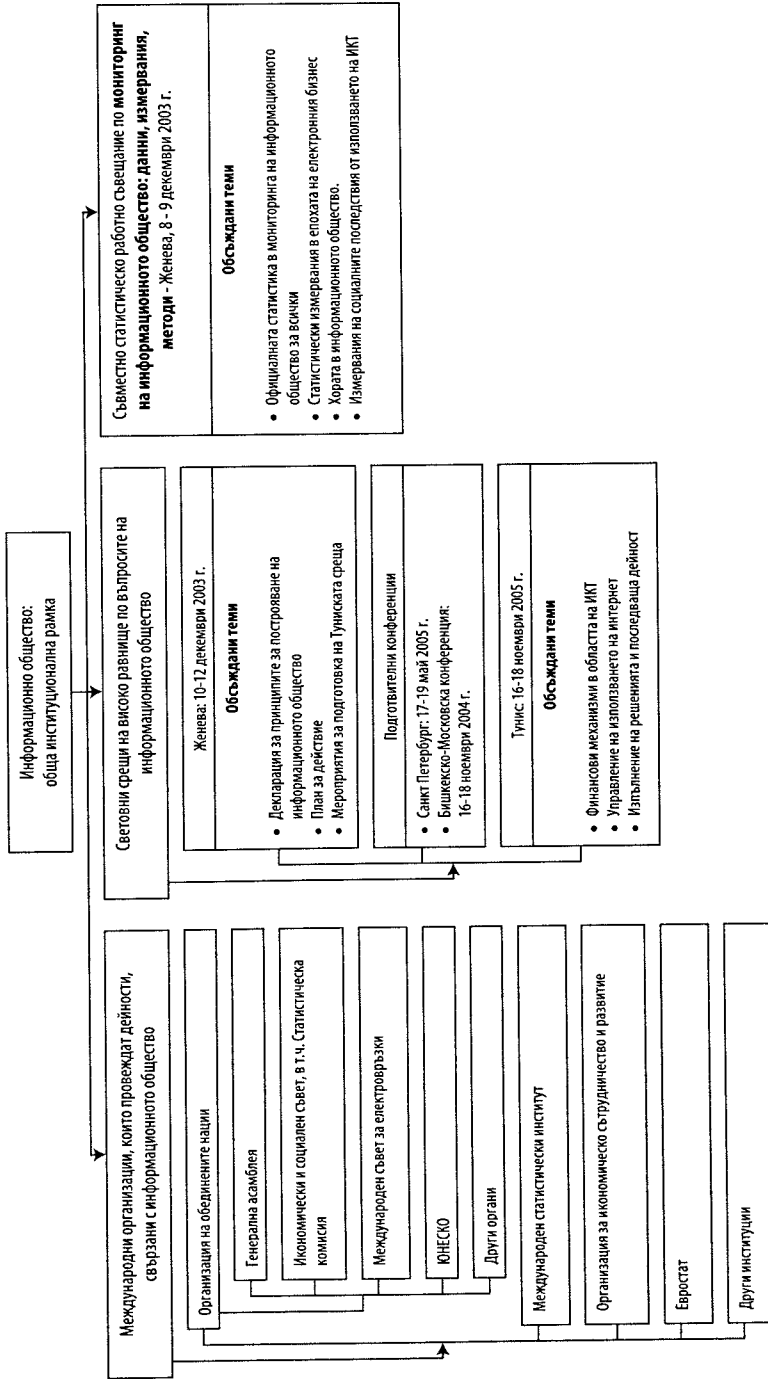 Информационно общество:
обща институционална рамка
Международни организации, които провеждат дейности,
свързани с информационното общество
Организация на обединените нации
Генерална асамблея
Икономически и социален съвет, в т.ч. Статистическа
комисия
Международен съвет за електровръзки
ЮНЕСКО
Други органи
Международен статистически институт
Организация за икономическо сътрудничество и развитие
Евростат
Други институции
Световни срещи на високо равнище по въпросите на
информационното общество
Женева: 10-12 декември 2003 г.
Обсъждани теми
• Декларация за принципите за построяване на
информационното общество
• План за действие
• Мероприятия за подготовка на Туниската среща
Подготвителни конференции
• Санкт Петербург: 17-19 май 2005 г.
• Бишкекско-Московска конференция:
16-18 ноември 2004 г.
Тунис: 16-18 ноември 2005 г.
Обсъждани теми
• Финансови механизми в областта на ИКТ
• Управление на използването на интернет
• Изпълнение на решенията и последваща дейност
Съвместно статистическо работно съвещание по мониторинг
на информационното общество: данни, измервания,
методи - Женева, 8 - 9 декември 2003 г.
Обсъждани теми
• Официалната статистика в мониторинга на информационното
общество за всички
• Статистически измервания в епохата на електронния бизнес
• Хората в информационното общество.
• Измервания на социалните последствия от използването на ИКТ